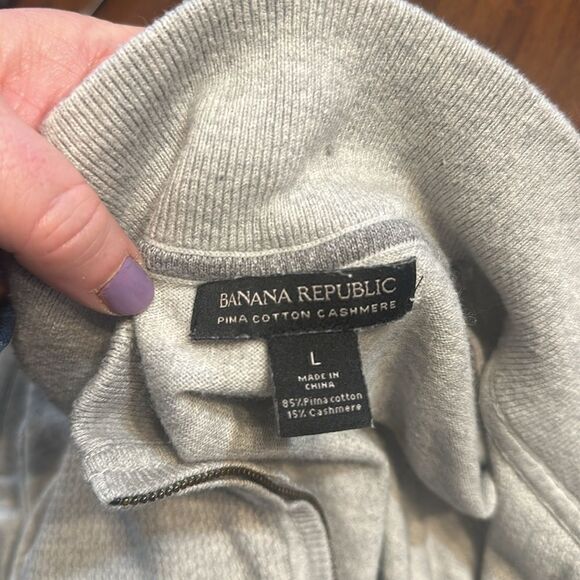 BANANA REPUBLIC
PIMA COTTON CASHMERE
L
MADE IN
CHINA
85% Pima cotton
15% Cashmere